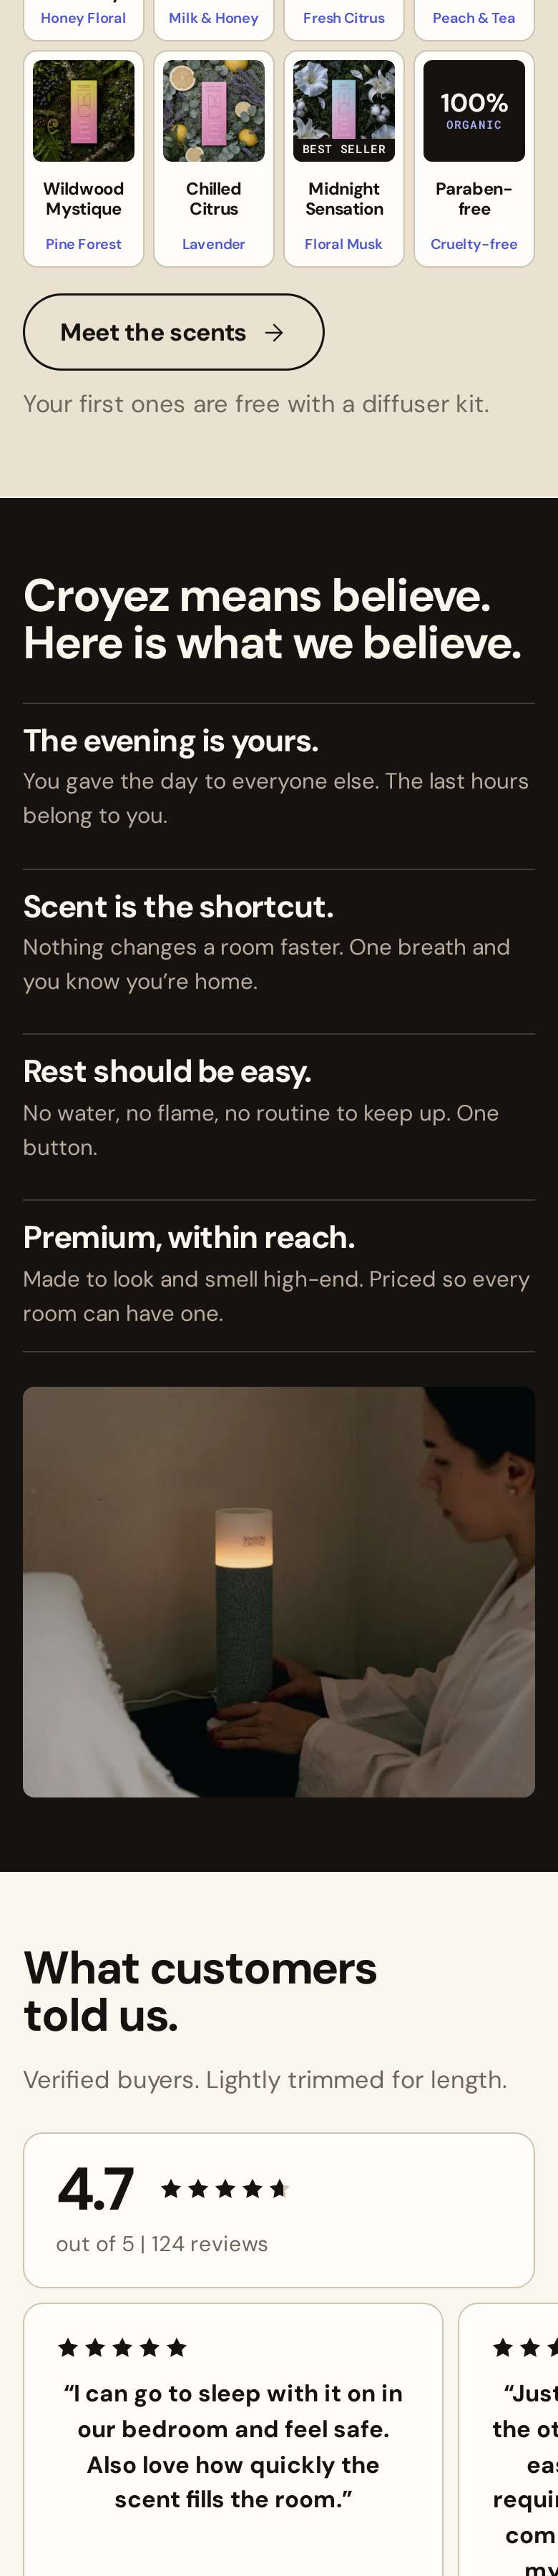 Honey Floral
Milk & Honey
Fresh Citrus
Peach & Tea
BEST SELLER
100%
ORGANIC
Wildwood
Mystique
Chilled
Citrus
Midnight
Sensation
Paraben-
free
Pine Forest
Lavender
Floral Musk
Cruelty-free
Meet the scents →
Your first ones are free with a diffuser kit.
Croyez means believe.
Here is what we believe.
The evening is yours.
You gave the day to everyone else. The last hours
belong to you.
Scent is the shortcut.
Nothing changes a room faster. One breath and
you know you’re home.
Rest should be easy.
No water, no flame, no routine to keep up. One
button.
Premium, within reach.
Made to look and smell high-end. Priced so every
room can have one.
What customers
told us.
Verified buyers. Lightly trimmed for length.
4.7
out of 5 | 124 reviews
“I can go to sleep with it on in
our bedroom and feel safe.
Also love how quickly the
scent fills the room.”
“Just
the ot
eas
requir
com
my